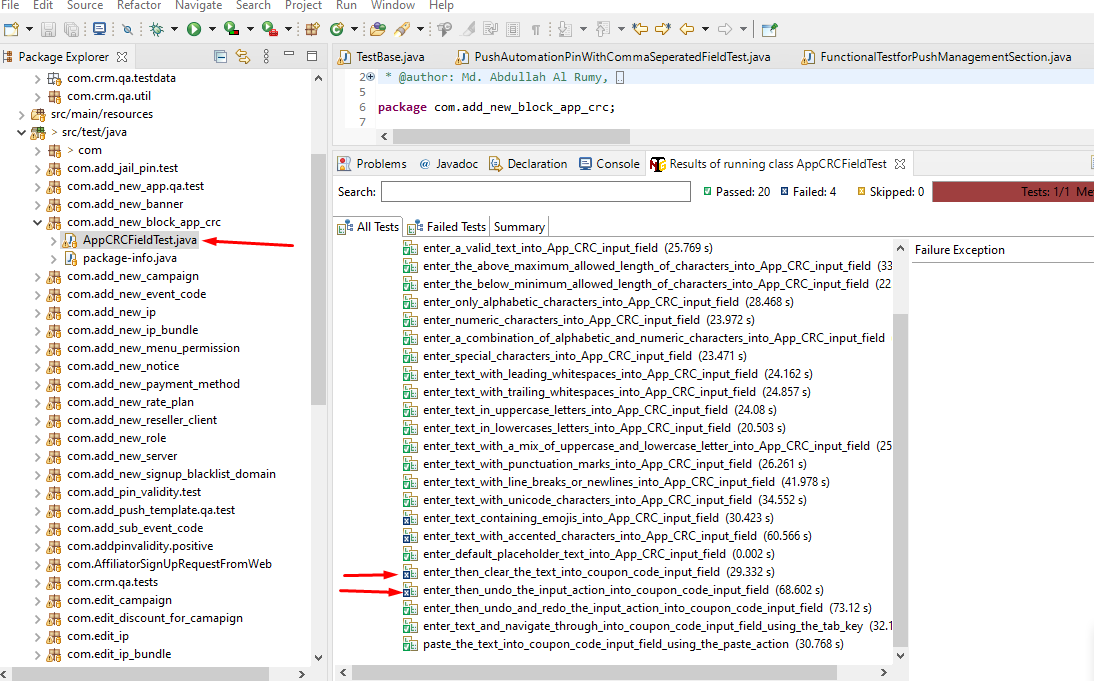 File Edit Source Refactor Navigate Search Project Run Window Help
Package Explorer
com.crm.qa.testdata
com.crm.qa.util
src/main/resources
> src/test/java
> com
com.add_jail_pin.test
com.add_new_app.qa.test
com.add_new_banner
com.add_new_block_app_crc
AppCRCFieldTest.java
package-info.java
com.add_new_campaign
com.add_new_event_code
com.add_new_ip
com.add_new_ip_bundle
com.add_new_menu_permission
com.add_new_notice
com.add_new_payment_method
com.add_new_rate_plan
com.add_new_reseller_client
com.add_new_role
com.add_new_server
com.add_new_signup_blacklist_domain
com.add_pin_validity.test
com.add_push_template.qa.test
com.add_sub_event_code
com.addpinvalidity.positive
com.AffiliatorSignUpRequestFromWeb
com.crm.qa.tests
com.edit_campaign
com.edit_discount_for_camapign
com.edit_ip
com.edit_ip_bundle
TestBase.java PushAutomationPinWithCommaSeperatedFieldTest.java FunctionalTestforPushManagementSection.java
2 * @author: Md. Abdullah Al Rumy,
5
6 package com.add_new_block_app_crc;
7
Problems @ Javadoc Declaration Console Results of running class AppCRCFieldTest
Search: Passed: 20 Failed: 4 Skipped: 0 Tests: 1/1 Me
All Tests Failed Tests Summary
enter_a_valid_text_into_App_CRC_input_field (25.769 s)
enter_the_above_maximum_allowed_length_of_characters_into_App_CRC_input_field (33
enter_the_below_minimum_allowed_length_of_characters_into_App_CRC_input_field (22
enter_only_alphabetic_characters_into_App_CRC_input_field (28.468 s)
enter_numeric_characters_into_App_CRC_input_field (23.972 s)
enter_a_combination_of_alphabetic_and_numeric_characters_into_App_CRC_input_field
enter_special_characters_into_App_CRC_input_field (23.471 s)
enter_text_with_leading_whitespaces_into_App_CRC_input_field (24.162 s)
enter_text_with_trailing_whitespaces_into_App_CRC_input_field (24.857 s)
enter_text_in_uppercase_letters_into_App_CRC_input_field (24.08 s)
enter_text_in_lowercases_letters_into_App_CRC_input_field (20.503 s)
enter_text_with_a_mix_of_uppercase_and_lowercase_letter_into_App_CRC_input_field (25
enter_text_with_punctuation_marks_into_App_CRC_input_field (26.261 s)
enter_text_with_line_breaks_or_newlines_into_App_CRC_input_field (41.978 s)
enter_text_with_unicode_characters_into_App_CRC_input_field (34.552 s)
enter_text_containing_emojis_into_App_CRC_input_field (30.423 s)
enter_text_with_accented_characters_into_App_CRC_input_field (60.566 s)
enter_default_placeholder_text_into_App_CRC_input_field (0.002 s)
enter_then_clear_the_text_into_coupon_code_input_field (29.332 s)
enter_then_undo_the_input_action_into_coupon_code_input_field (68.602 s)
enter_then_undo_and_redo_the_input_action_into_coupon_code_input_field (73.12 s)
enter_text_and_navigate_through_into_coupon_code_input_field_using_the_tab_key (32.1
paste_the_text_into_coupon_code_input_field_using_the_paste_action (30.768 s)
Failure Exception